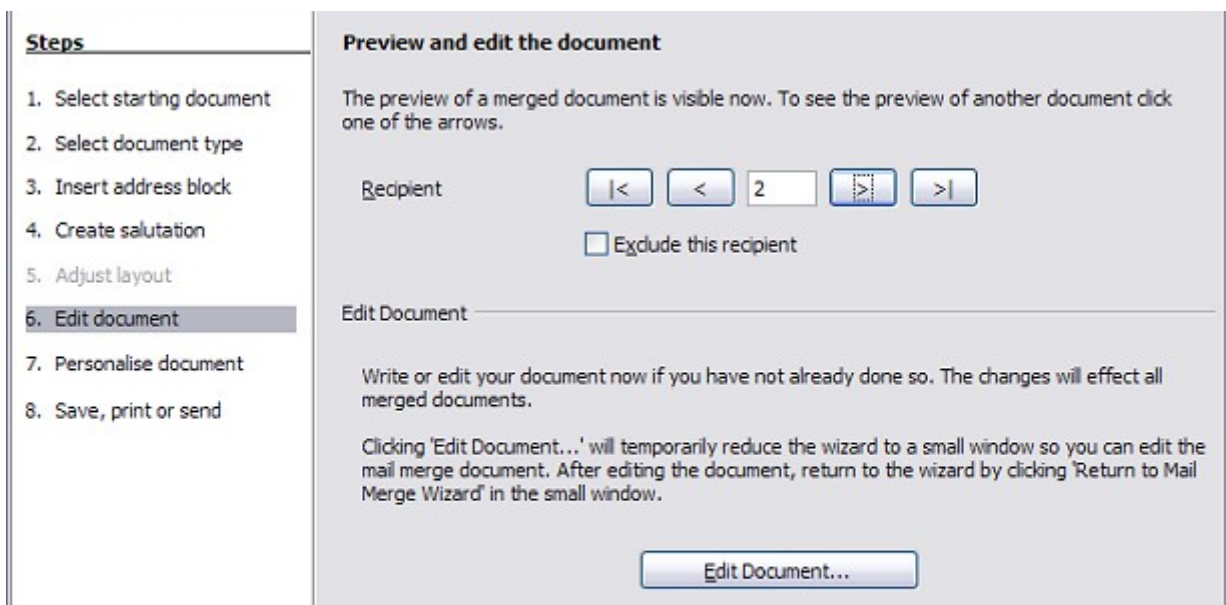 Steps
1. Select starting document
2. Select document type
3. Insert address block
4. Create salutation
5. Adjust layout
6. Edit document
7. Personalise document
8. Save, print or send
Preview and edit the document
The preview of a merged document is visible now. To see the preview of another document click
one of the arrows.
Recipient |< < 2 > >|
Exclude this recipient
Edit Document
Write or edit your document now if you have not already done so. The changes will effect all
merged documents.
Clicking 'Edit Document...' will temporarily reduce the wizard to a small window so you can edit the
mail merge document. After editing the document, return to the wizard by clicking 'Return to Mail
Merge Wizard' in the small window.
Edit Document...